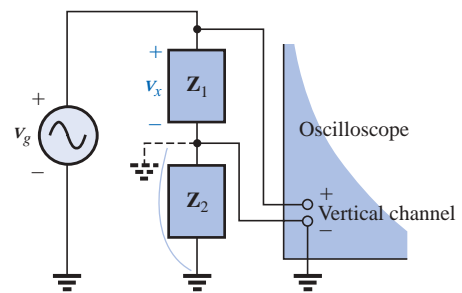 +
v_x
Z_1
−
+
v_g
−
Oscilloscope
Z_2
+
Vertical channel
−